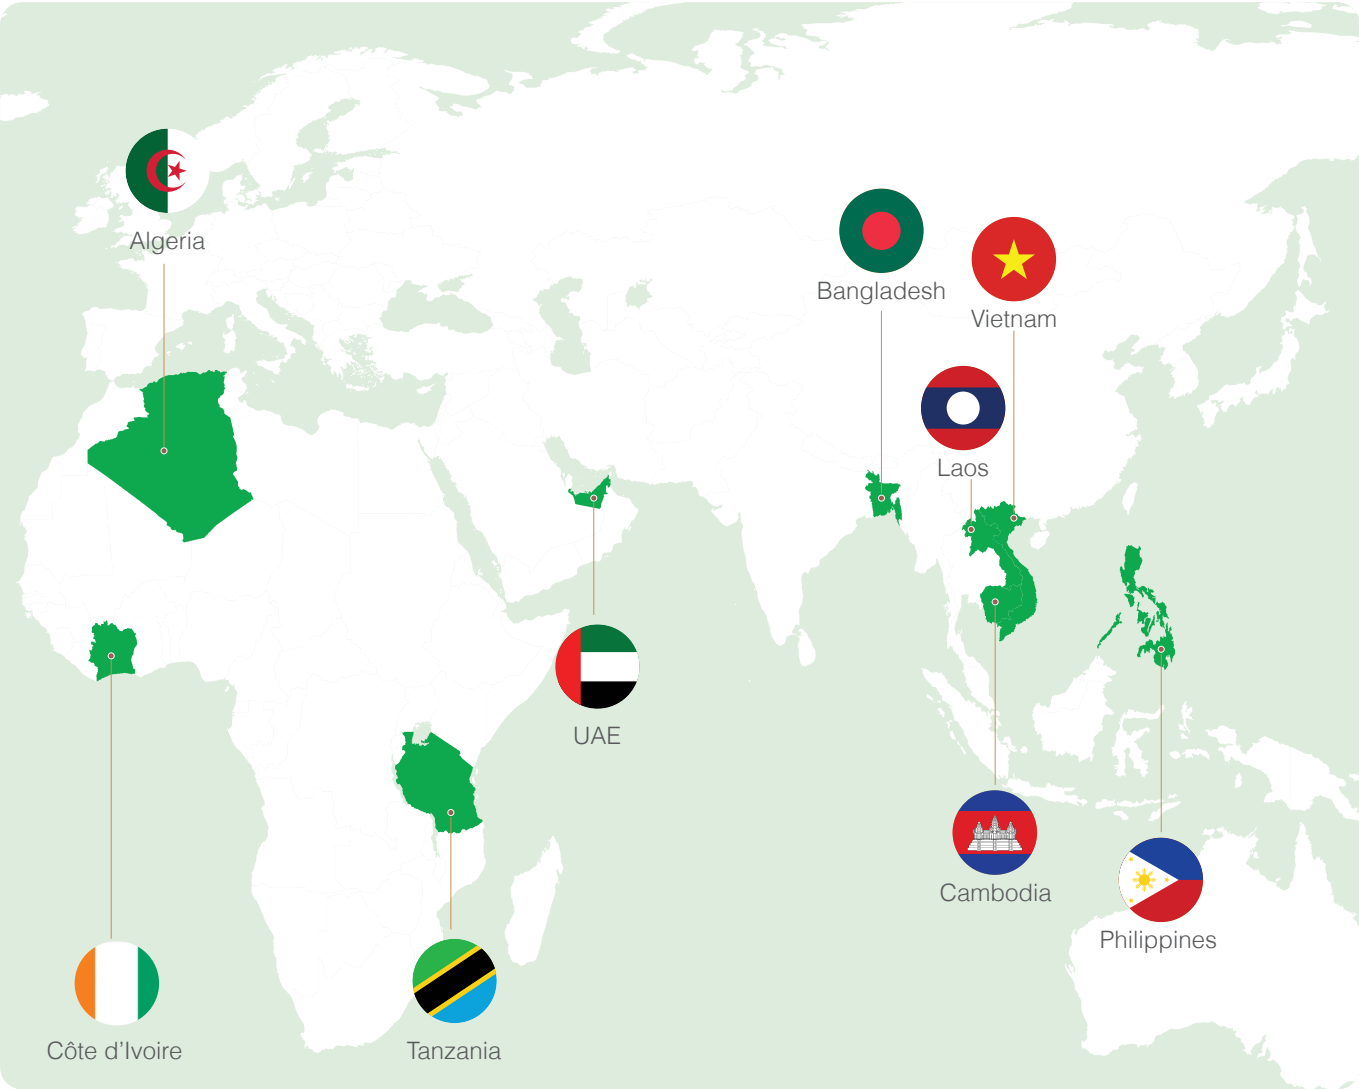 Algeria
Bangladesh
Vietnam
Laos
UAE
Cambodia
Philippines
Côte d’Ivoire
Tanzania